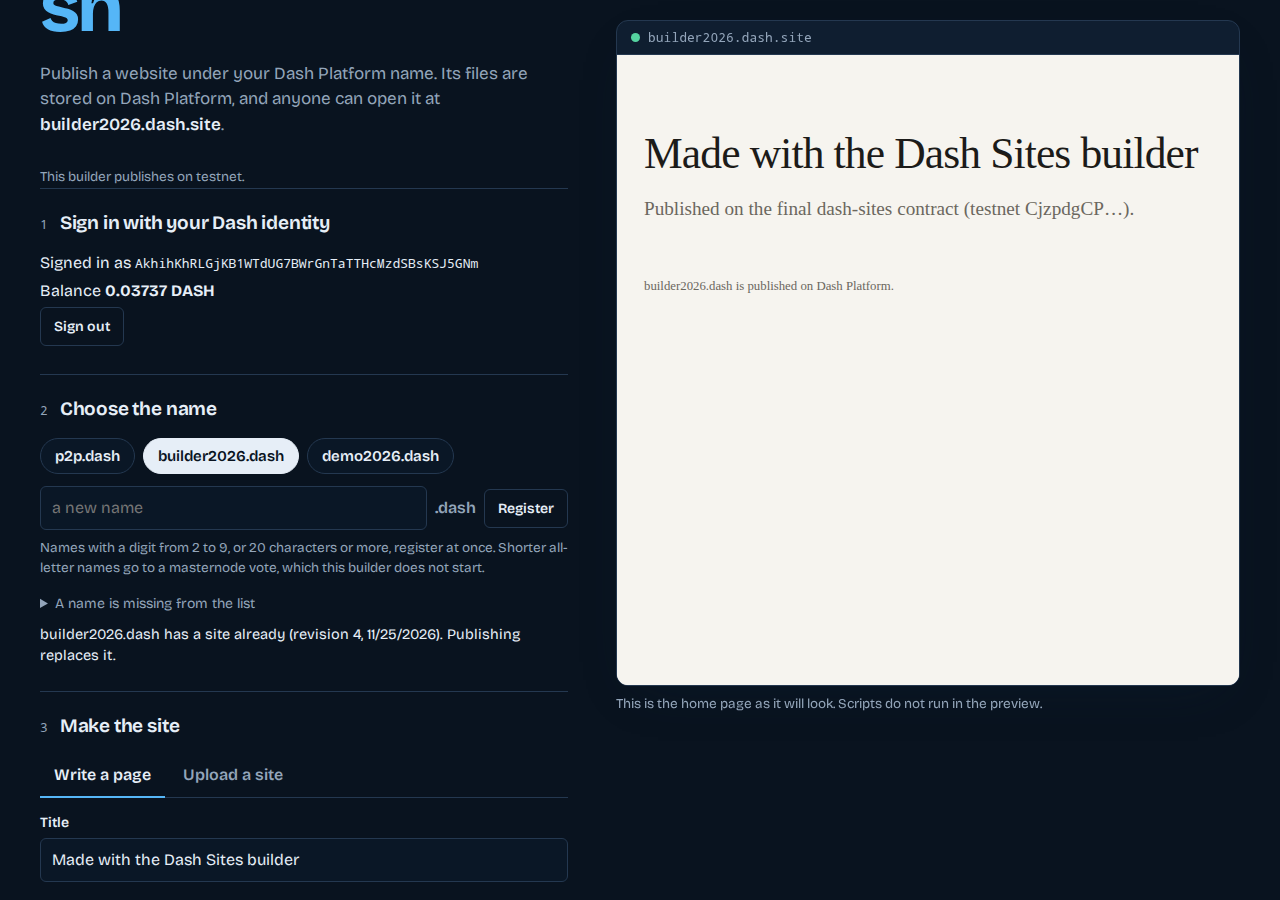 sh
Publish a website under your Dash Platform name. Its files are
stored on Dash Platform, and anyone can open it at
builder2026.dash.site.
This builder publishes on testnet.
1 Sign in with your Dash identity
Signed in as AkhihKhRLGjKB1WTdUG7BWrGnTaTTHcMzdSBsKSJ5GNm
Balance 0.03737 DASH
Sign out
2 Choose the name
p2p.dash builder2026.dash demo2026.dash
a new name .dash Register
Names with a digit from 2 to 9, or 20 characters or more, register at once. Shorter all-
letter names go to a masternode vote, which this builder does not start.
A name is missing from the list
builder2026.dash has a site already (revision 4, 11/25/2026). Publishing
replaces it.
3 Make the site
Write a page Upload a site
Title
Made with the Dash Sites builder
builder2026.dash.site
Made with the Dash Sites builder
Published on the final dash-sites contract (testnet CjzpdgCP…).
builder2026.dash is published on Dash Platform.
This is the home page as it will look. Scripts do not run in the preview.